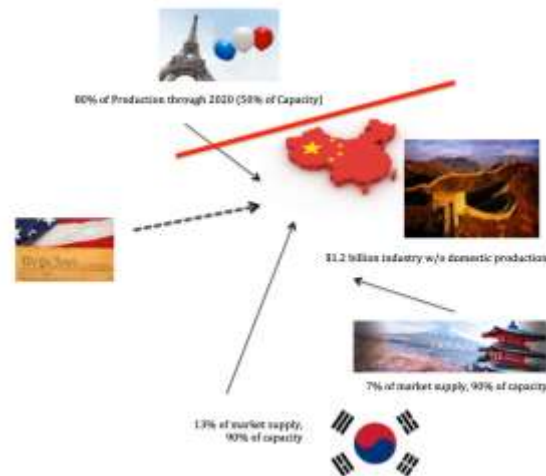 80% of Production through 2020 (50% of Capacity)
$1.2 billion industry w/o domestic production
7% of market supply, 90% of capacity
13% of market supply,
90% of capacity